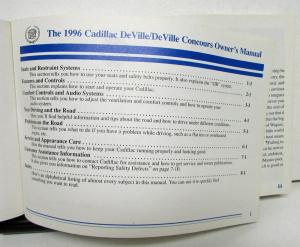 The 1996 Cadillac DeVille/DeVille Concours Owner's Manual
Seats and Restraint Systems 1-1
This section tells you how to use your seats and safety belts properly. It also explains the "SIR" system.
Features and Controls 2-1
This section explains how to start and operate your Cadillac.
Comfort Controls and Audio Systems 3-1
This section tells you how to adjust the ventilation and comfort controls and how to operate your
audio system.
Your Driving and the Road 4-1
Here you'll find helpful information and tips about the road and how to drive under different conditions.
Problems on the Road 5-1
This section tells you what to do if you have a problem while driving, such as a flat tire or overheated
engine, etc.
Service and Appearance Care 6-1
Here the manual tells you how to keep your Cadillac running properly and looking good.
Customer Assistance Information 7-1
This section tells you how to contact Cadillac for assistance and how to get service and owner publications.
It also gives you information on "Reporting Safety Defects" on page 7-10.
Here's an alphabetical listing of almost every subject in this manual. You can use it to quickly find
something you want to read.
i